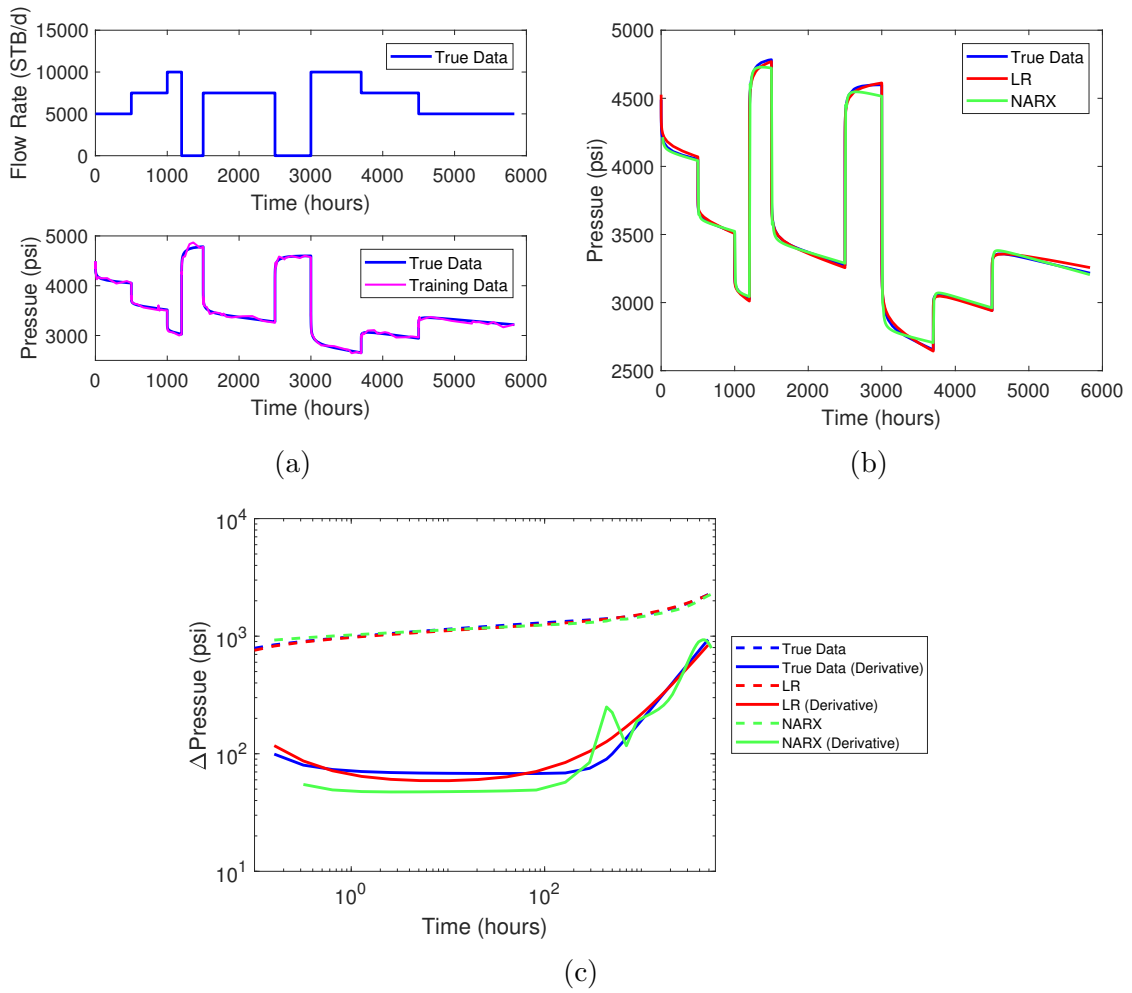 15000
10000
5000
0
Flow Rate (STB/d)
True Data
0 1000 2000 3000 4000 5000 6000
Time (hours)
5000
4000
3000
Pressue (psi)
True Data
Training Data
0 1000 2000 3000 4000 5000 6000
Time (hours)
(a)
5000
4500
4000
3500
3000
2500
Pressue (psi)
True Data
LR
NARX
0 1000 2000 3000 4000 5000 6000
Time (hours)
(b)
10^4
10^3
10^2
10^1
Δ Pressue (psi)
10^0 10^2
Time (hours)
True Data
True Data (Derivative)
LR
LR (Derivative)
NARX
NARX (Derivative)
(c)